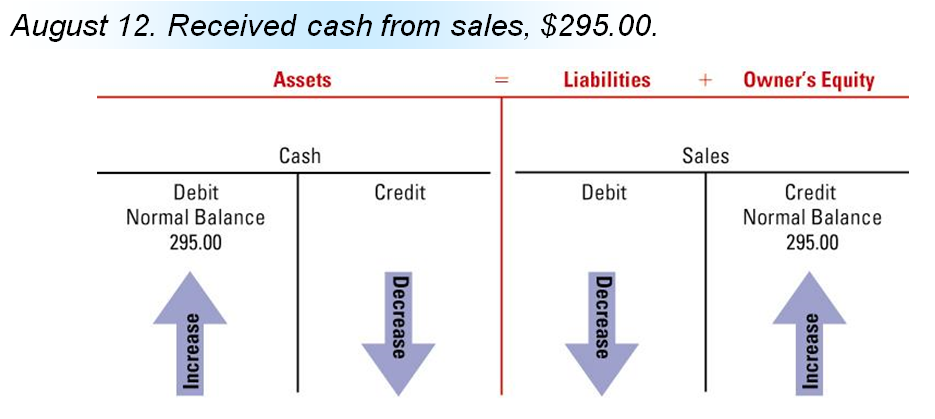 August 12. Received cash from sales, $295.00.
Assets = Liabilities + Owner's Equity
Cash Sales
Debit Credit Debit Credit
Normal Balance Normal Balance
295.00 295.00
Increase Decrease Decrease Increase